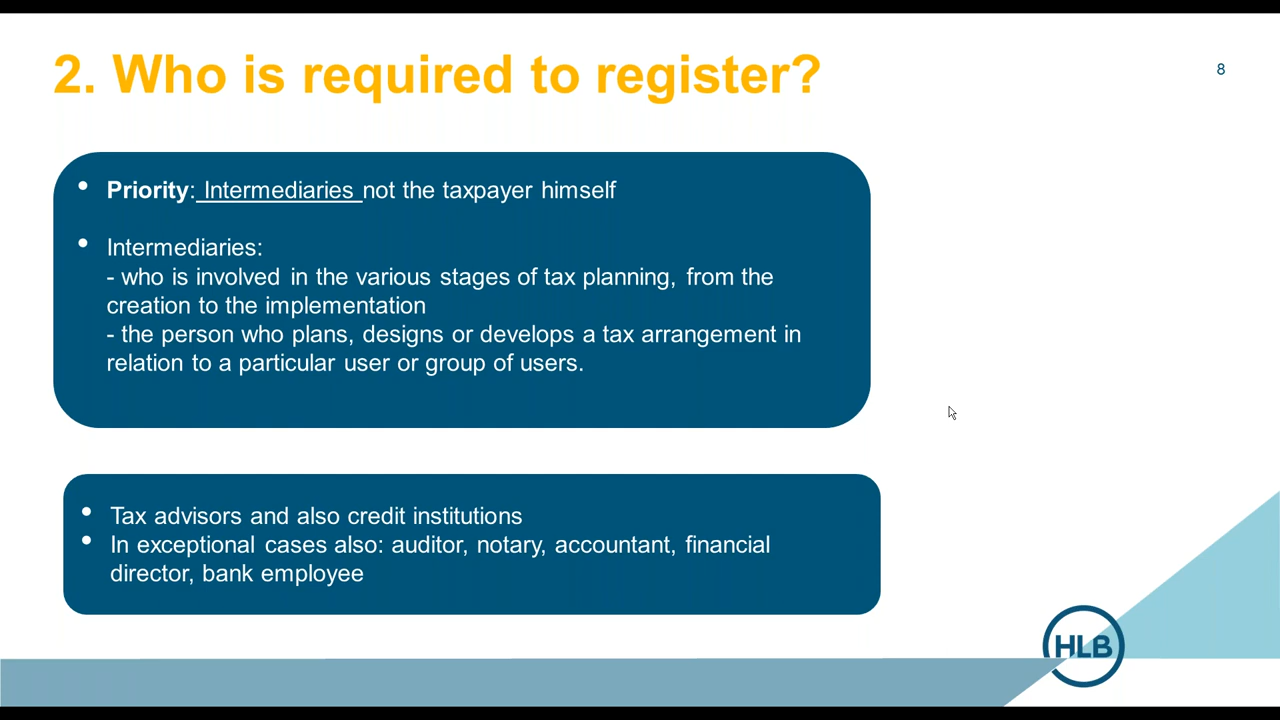 2. Who is required to register?
8
• Priority: Intermediaries not the taxpayer himself
• Intermediaries:
- who is involved in the various stages of tax planning, from the
creation to the implementation
- the person who plans, designs or develops a tax arrangement in
relation to a particular user or group of users.
• Tax advisors and also credit institutions
• In exceptional cases also: auditor, notary, accountant, financial
director, bank employee
HLB